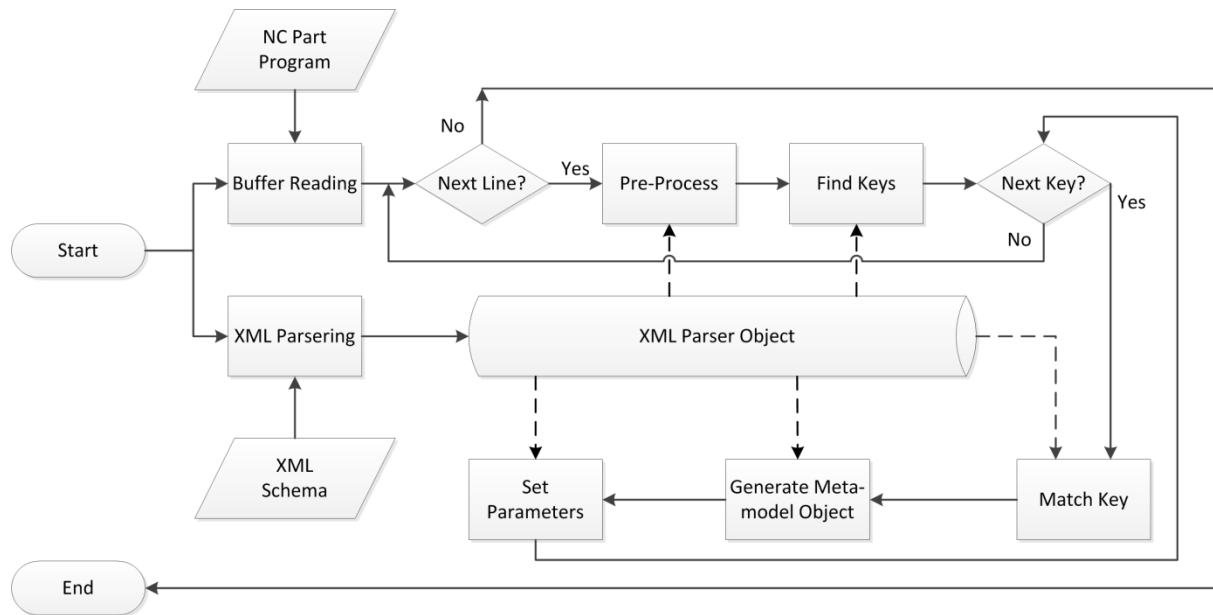 NC Part
Program
No
Buffer Reading
Next Line?
Yes
Pre-Process
Find Keys
Next Key?
Yes
No
Start
XML Parsering
XML Parser Object
XML
Schema
Set
Parameters
Generate Meta-
model Object
Match Key
End